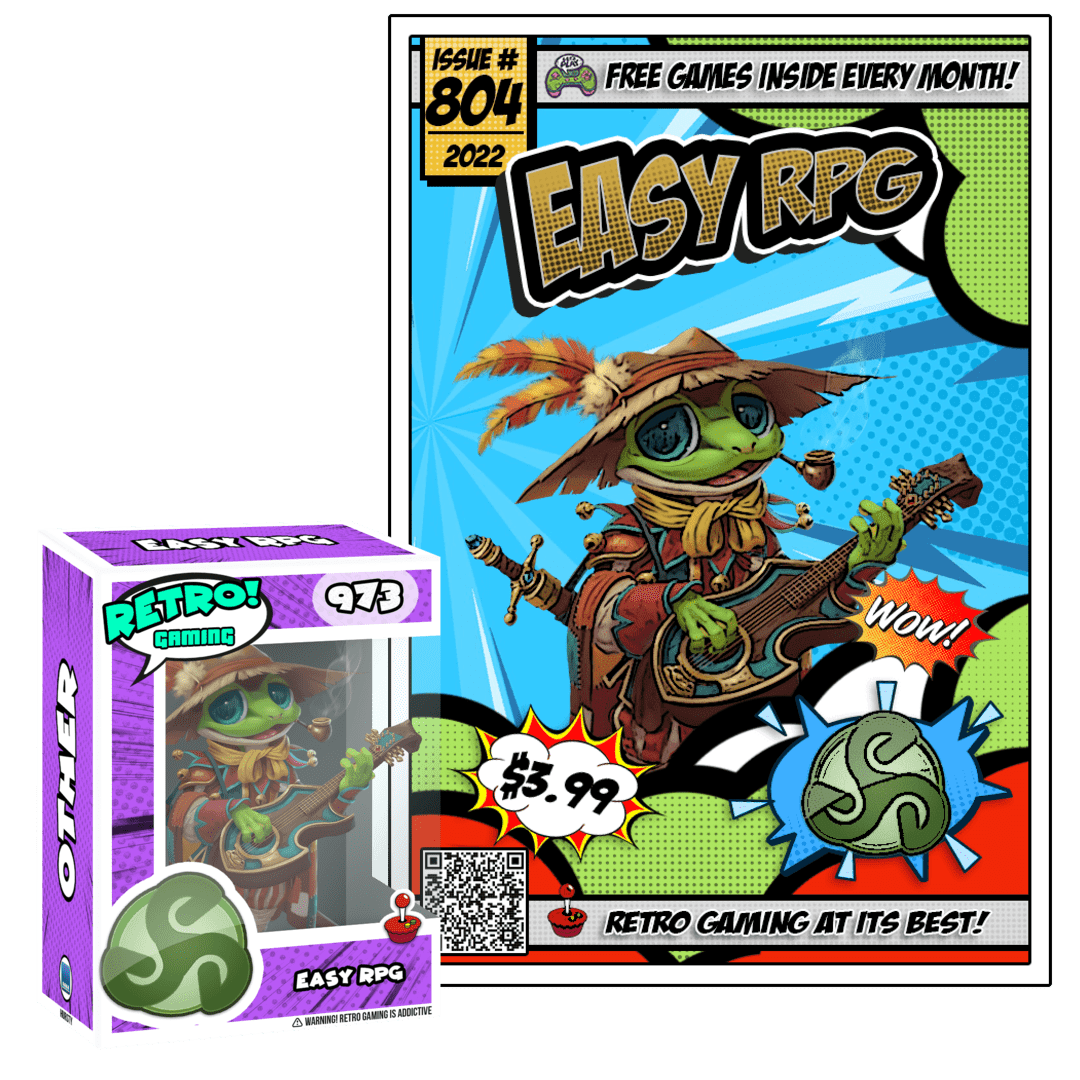 ISSUE #
804
2022
FREE GAMES INSIDE EVERY MONTH!
EASY RPG
WOW!
$3.99
RETRO GAMING AT ITS BEST!
EASY RPG
RETRO!
GAMING
973
OTHER
EASY RPG
WARNING! RETRO GAMING IS ADDICTIVE